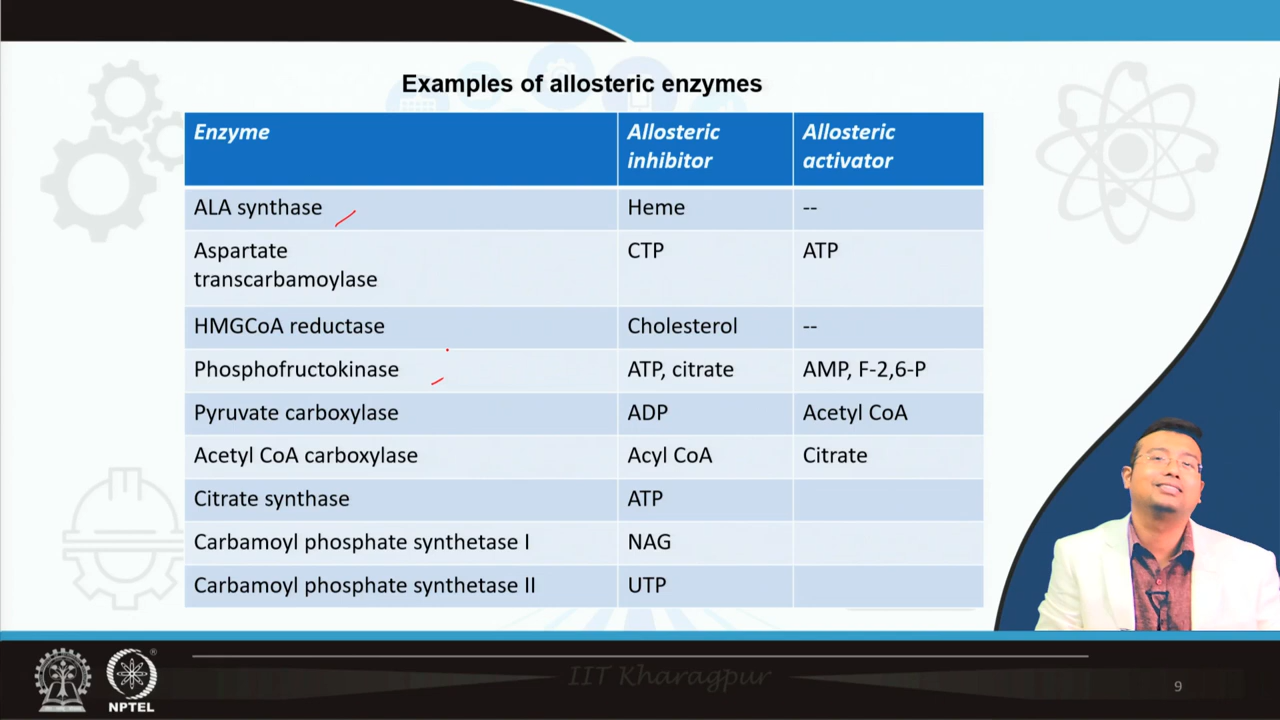 Examples of allosteric enzymes
Enzyme
Allosteric inhibitor
Allosteric activator
ALA synthase
Heme
--
Aspartate
transcarbamoylase
CTP
ATP
HMGCoA reductase
Cholesterol
--
Phosphofructokinase
ATP, citrate
AMP, F-2,6-P
Pyruvate carboxylase
ADP
Acetyl CoA
Acetyl CoA carboxylase
Acyl CoA
Citrate
Citrate synthase
ATP
Carbamoyl phosphate synthetase I
NAG
Carbamoyl phosphate synthetase II
UTP
IIT Kharagpur
NPTEL
9